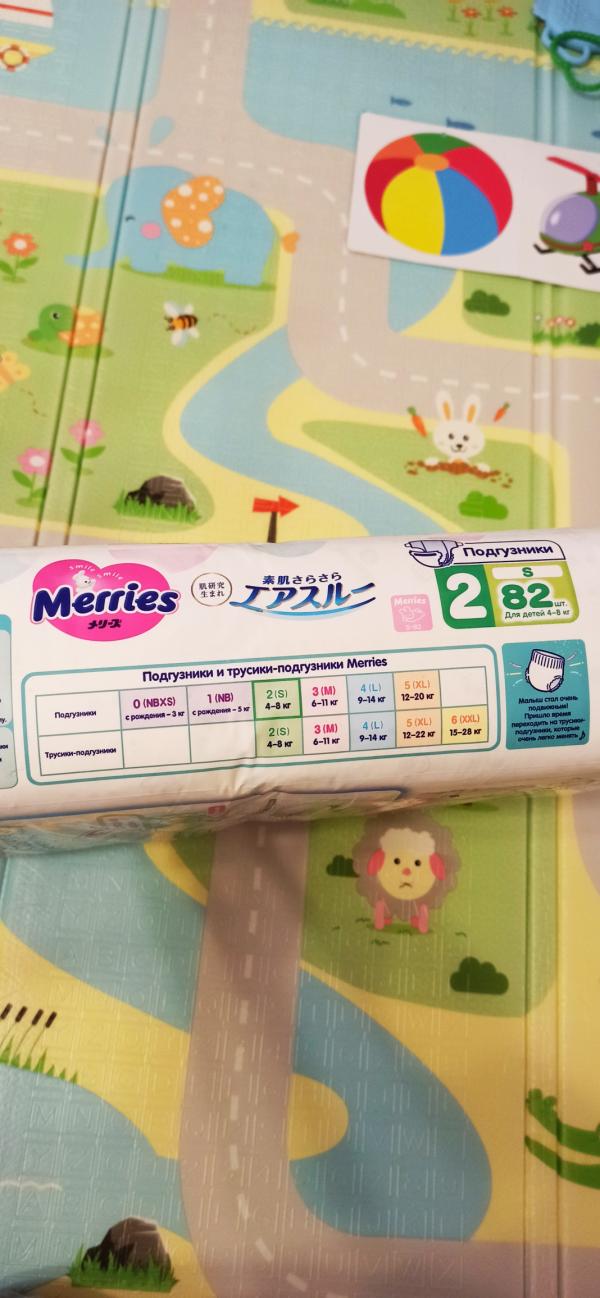 smile smile
Merries
メリーズ
肌研究
生まれ
素肌さらさら
エアスルー
Merries
Подгузники
2
S
82 шт.
Для детей 4–8 кг
Подгузники и трусики-подгузники Merries
Подгузники
0 (NBXS)
с рождения – 3 кг
1 (NB)
с рождения – 5 кг
2 (S)
4–8 кг
3 (M)
6–11 кг
4 (L)
9–14 кг
5 (XL)
12–20 кг
Трусики-подгузники
2 (S)
4–8 кг
3 (M)
6–11 кг
4 (L)
9–14 кг
5 (XL)
12–22 кг
6 (XXL)
15–28 кг
Малыш стал очень
подвижным!
Пришло время
переходить на трусики-
подгузники, которые
очень легко менять